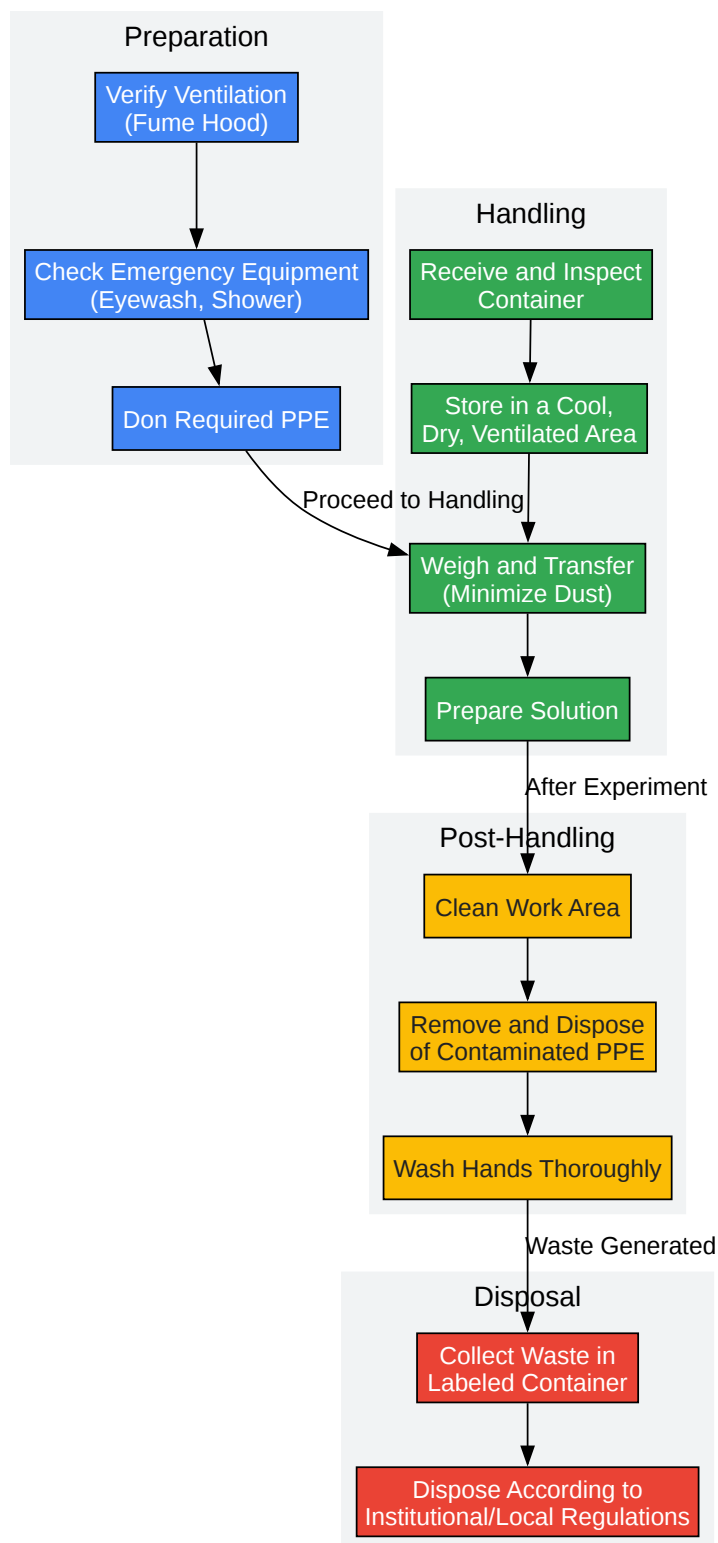 Preparation
Verify Ventilation
(Fume Hood)
Check Emergency Equipment
(Eyewash, Shower)
Don Required PPE
Proceed to Handling
Handling
Receive and Inspect
Container
Store in a Cool,
Dry, Ventilated Area
Weigh and Transfer
(Minimize Dust)
Prepare Solution
After Experiment
Post-Handling
Clean Work Area
Remove and Dispose
of Contaminated PPE
Wash Hands Thoroughly
Waste Generated
Disposal
Collect Waste in
Labeled Container
Dispose According to
Institutional/Local Regulations